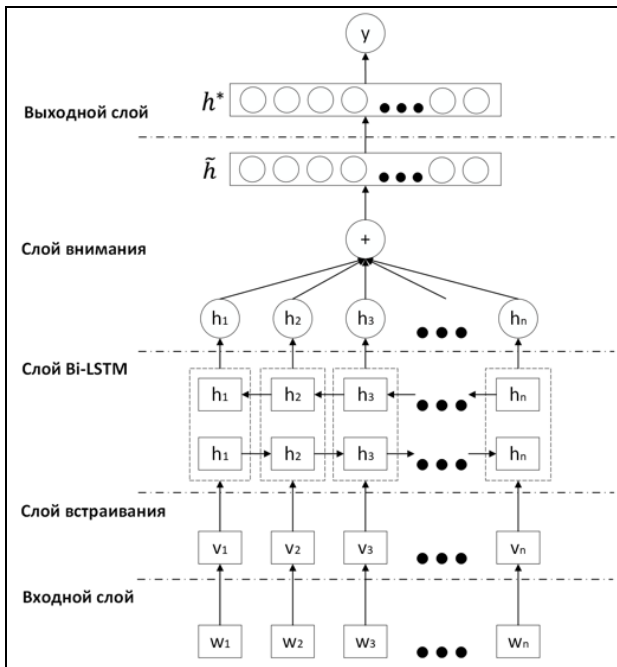 y
h*
Выходной слой
h̃
Слой внимания
+
h₁ h₂ h₃ hₙ
Слой Bi-LSTM
h₁ h₂ h₃ hₙ
h₁ h₂ h₃ hₙ
Слой встраивания
v₁ v₂ v₃ vₙ
Входной слой
w₁ w₂ w₃ wₙ